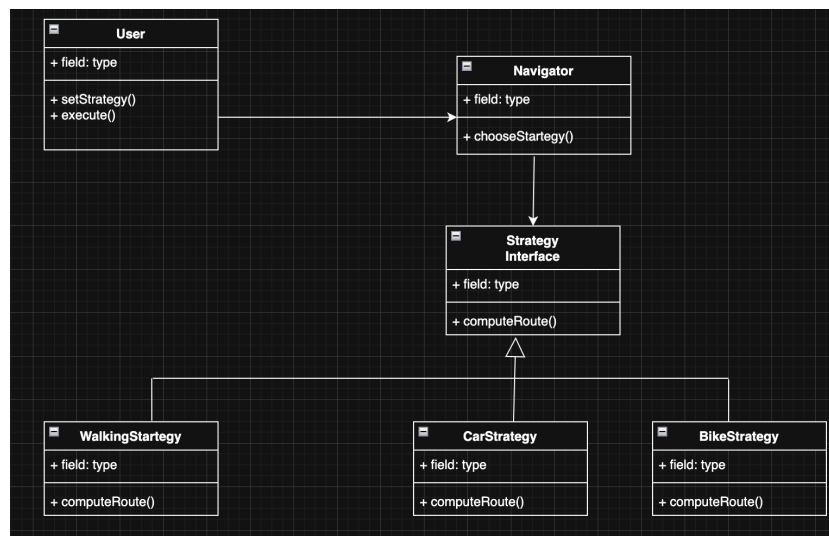 User
+ field: type
+ setStrategy()
+ execute()
Navigator
+ field: type
+ chooseStartegy()
Strategy
Interface
+ field: type
+ computeRoute()
WalkingStartegy
+ field: type
+ computeRoute()
CarStrategy
+ field: type
+ computeRoute()
BikeStrategy
+ field: type
+ computeRoute()